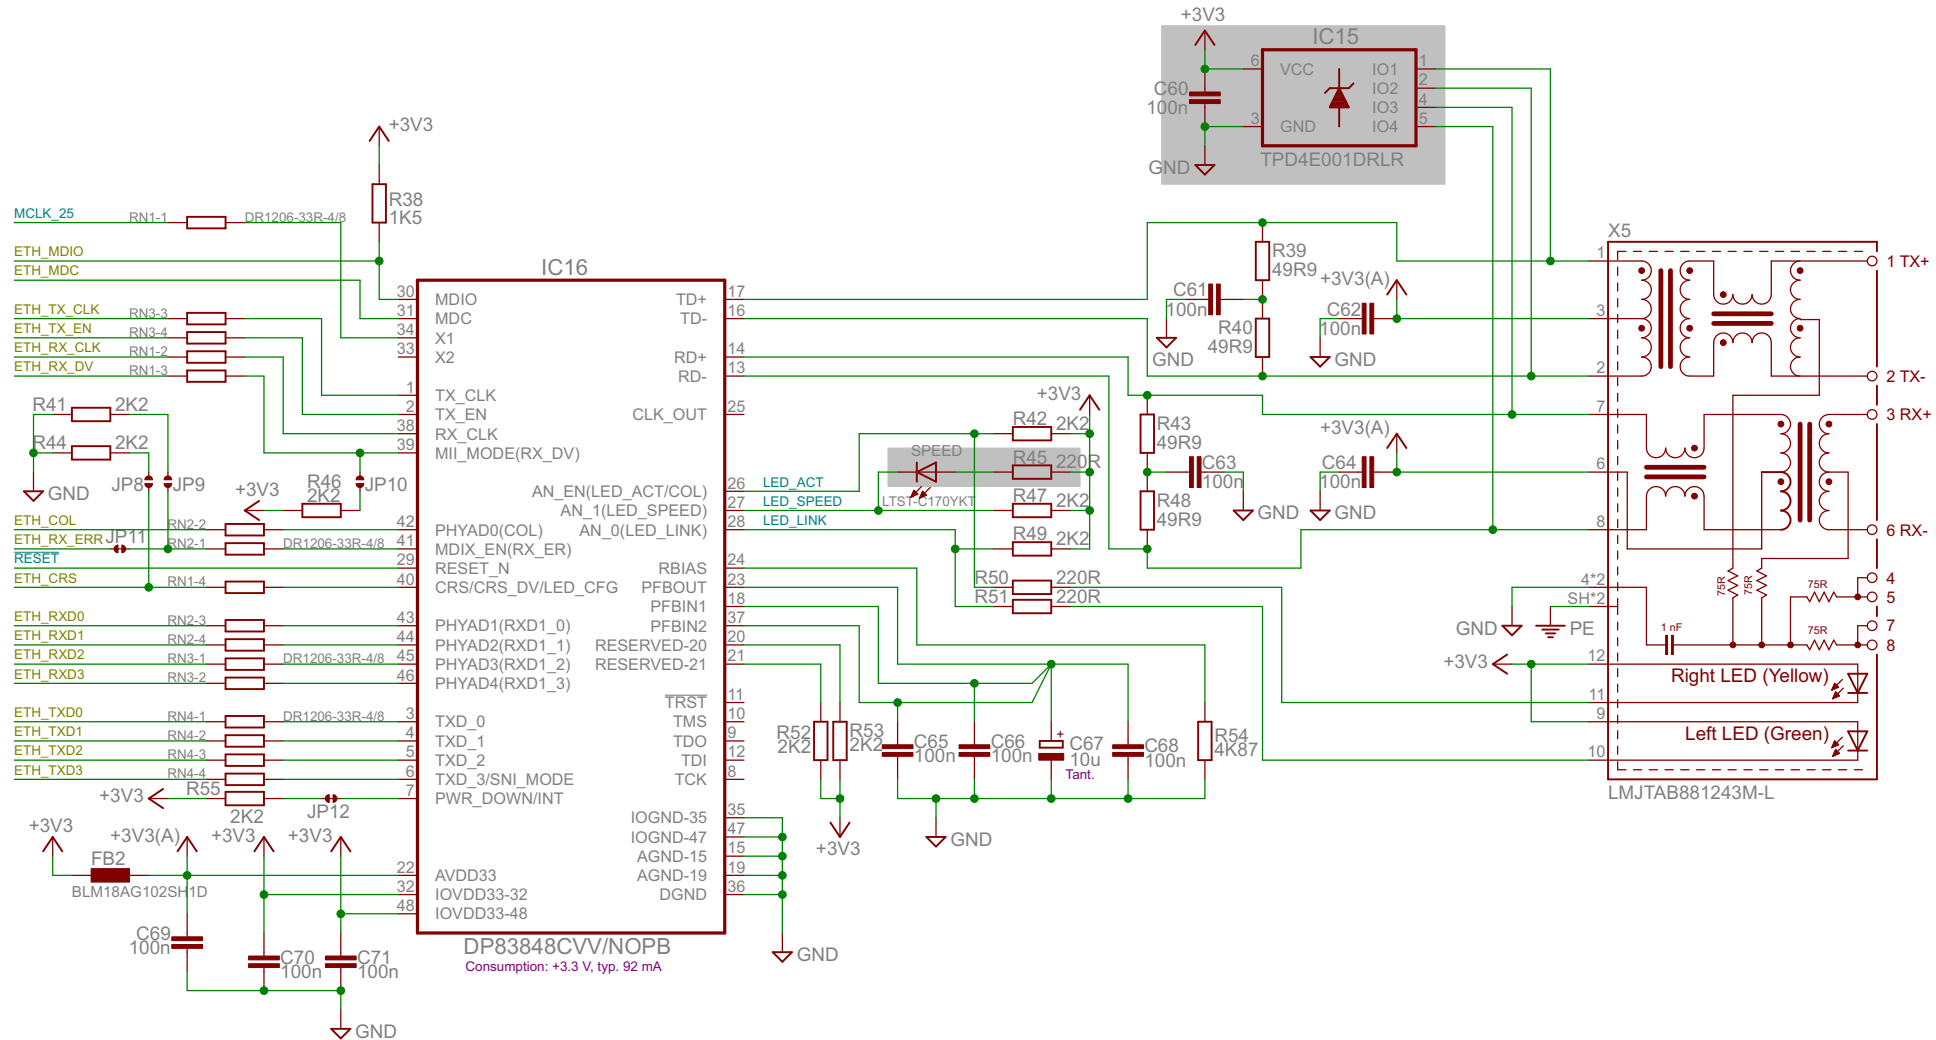 +3V3
IC15
6 VCC IO1 1
IO2 2
C60
100n
IO3 4
3 GND IO4 5
GND
TPD4E001DRLR
+3V3
R38
1K5
MCLK_25 RN1-1 DR1206-33R-4/8
ETH_MDIO
ETH_MDC
ETH_TX_CLK RN3-3
ETH_TX_EN RN3-4
ETH_RX_CLK RN1-2
ETH_RX_DV RN1-3
R41 2K2
R44 2K2
GND
JP8
JP9
+3V3
R46
2K2
JP10
ETH_COL RN2-2
ETH_RX_ERR JP11 RN2-1 DR1206-33R-4/8
RESET
ETH_CRS RN1-4
ETH_RXD0 RN2-3
ETH_RXD1 RN2-4
ETH_RXD2 RN3-1 DR1206-33R-4/8
ETH_RXD3 RN3-2
ETH_TXD0 RN4-1 DR1206-33R-4/8
ETH_TXD1 RN4-2
ETH_TXD2 RN4-3
ETH_TXD3 RN4-4
+3V3 R55
2K2
JP12
+3V3
+3V3(A)
+3V3
+3V3
FB2
BLM18AG102SH1D
C69
100n
C70
100n
C71
100n
GND
IC16
30 MDIO
31 MDC
34 X1
33 X2
1 TX_CLK
2 TX_EN
38 RX_CLK
39 MII_MODE(RX_DV)
42 PHYAD0(COL)
41 MDIX_EN(RX_ER)
29 RESET_N
40 CRS/CRS_DV/LED_CFG
43 PHYAD1(RXD1_0)
44 PHYAD2(RXD1_1)
45 PHYAD3(RXD1_2)
46 PHYAD4(RXD1_3)
3 TXD_0
4 TXD_1
5 TXD_2
6 TXD_3/SNI_MODE
7 PWR_DOWN/INT
22 AVDD33
32 IOVDD33-32
48 IOVDD33-48
TD+ 17
TD- 16
RD+ 14
RD- 13
CLK_OUT 25
AN_EN(LED_ACT/COL) 26 LED_ACT
AN_1(LED_SPEED) 27 LED_SPEED
AN_0(LED_LINK) 28 LED_LINK
RBIAS 24
PFBOUT 23
PFBIN1 18
PFBIN2 37
RESERVED-20 20
RESERVED-21 21
TRST 11
TMS 10
TDO 9
TDI 12
TCK 8
IOGND-35 35
IOGND-47 47
AGND-15 15
AGND-19 19
DGND 36
DP83848CVV/NOPB
Consumption: +3.3 V, typ. 92 mA
GND
+3V3
R42 2K2
SPEED
R45 220R
LTST-C170YKT
R47 2K2
R49 2K2
R50 220R
R51 220R
R52
2K2
R53
2K2
+3V3
C65
100n
C66
100n
C67
10u
+
Tant.
C68
100n
R54
4K87
GND
R39
49R9
C61
100n
GND
R40
49R9
+3V3(A)
C62
100n
GND
R43
49R9
C63
100n
GND
R48
49R9
+3V3(A)
C64
100n
GND
X5
1
3
2
7
6
8
GND 4*2
PE SH*2
+3V3 12
11
9
10
1 TX+
2 TX-
3 RX+
6 RX-
4
5
7
8
75R
75R
75R
75R
1 nF
Right LED (Yellow)
Left LED (Green)
LMJTAB881243M-L